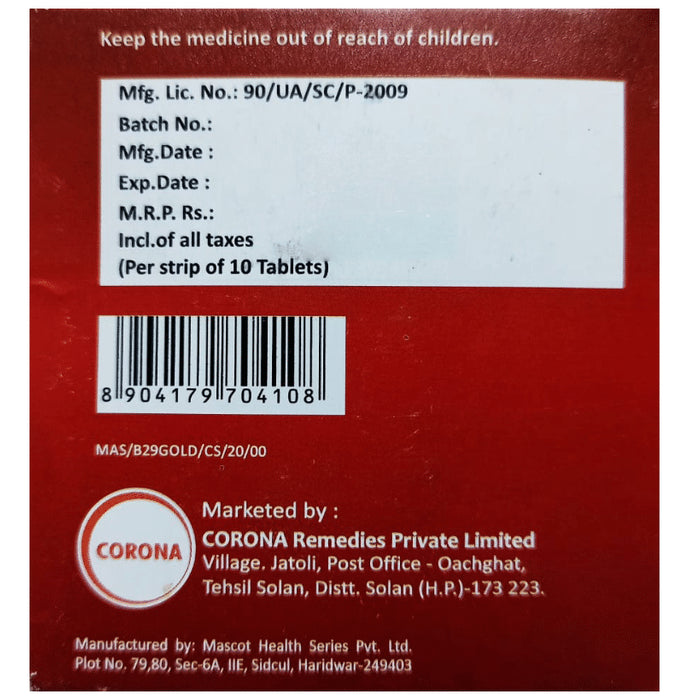 Keep the medicine out of reach of children.
Mfg. Lic. No.: 90/UA/SC/P-2009
Batch No.:
Mfg.Date :
Exp.Date :
M.R.P. Rs.:
Incl.of all taxes
(Per strip of 10 Tablets)
8 904179 704108
MAS/B29GOLD/CS/20/00
CORONA
Marketed by :
CORONA Remedies Private Limited
Village. Jatoli, Post Office - Oachghat,
Tehsil Solan, Distt. Solan (H.P.)-173 223.
Manufactured by: Mascot Health Series Pvt. Ltd.
Plot No. 79,80, Sec-6A, IIE, Sidcul, Haridwar-249403